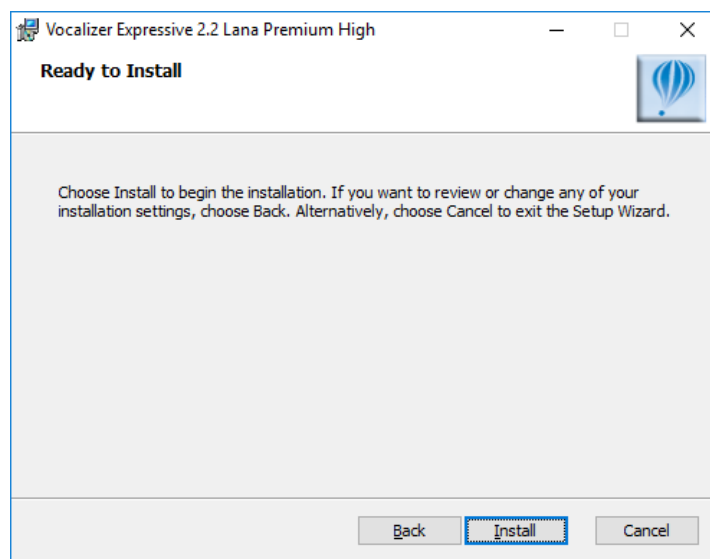 Vocalizer Expressive 2.2 Lana Premium High
Ready to Install
Choose Install to begin the installation. If you want to review or change any of your
installation settings, choose Back. Alternatively, choose Cancel to exit the Setup Wizard.
Back Install Cancel